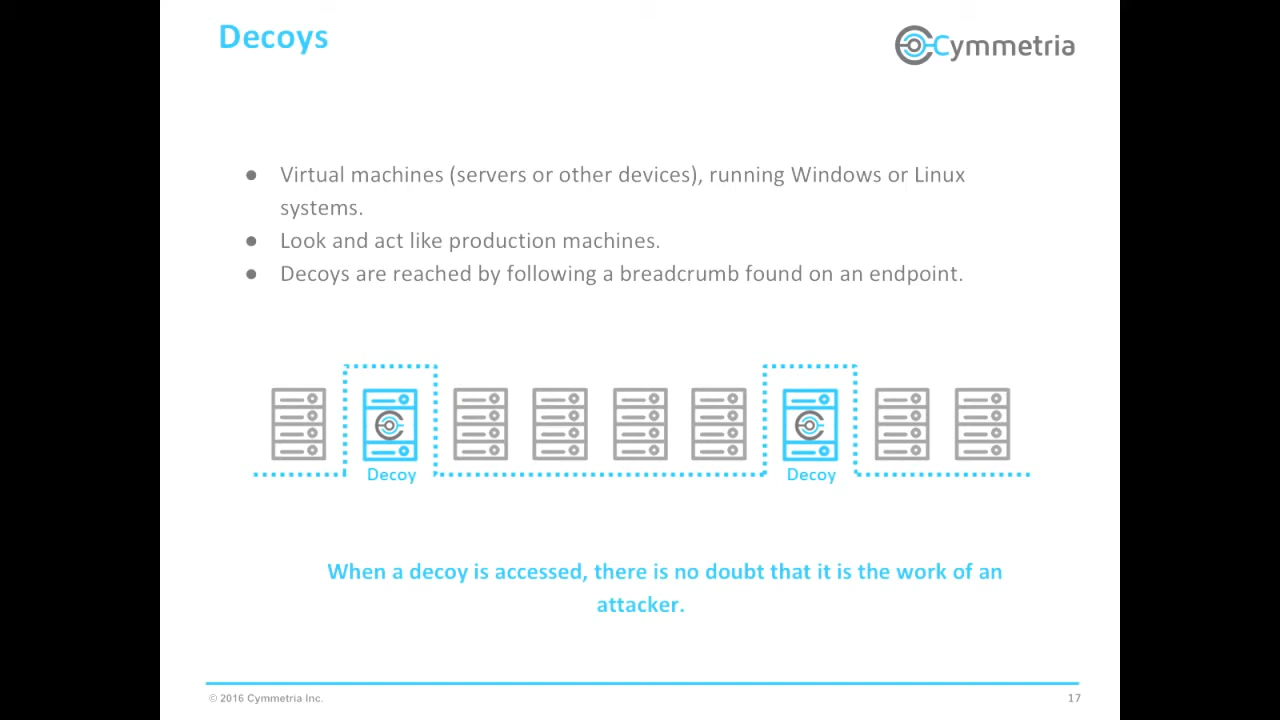 Decoys
Cymmetria
● Virtual machines (servers or other devices), running Windows or Linux
systems.
● Look and act like production machines.
● Decoys are reached by following a breadcrumb found on an endpoint.
Decoy
Decoy
When a decoy is accessed, there is no doubt that it is the work of an
attacker.
© 2016 Cymmetria Inc.
17